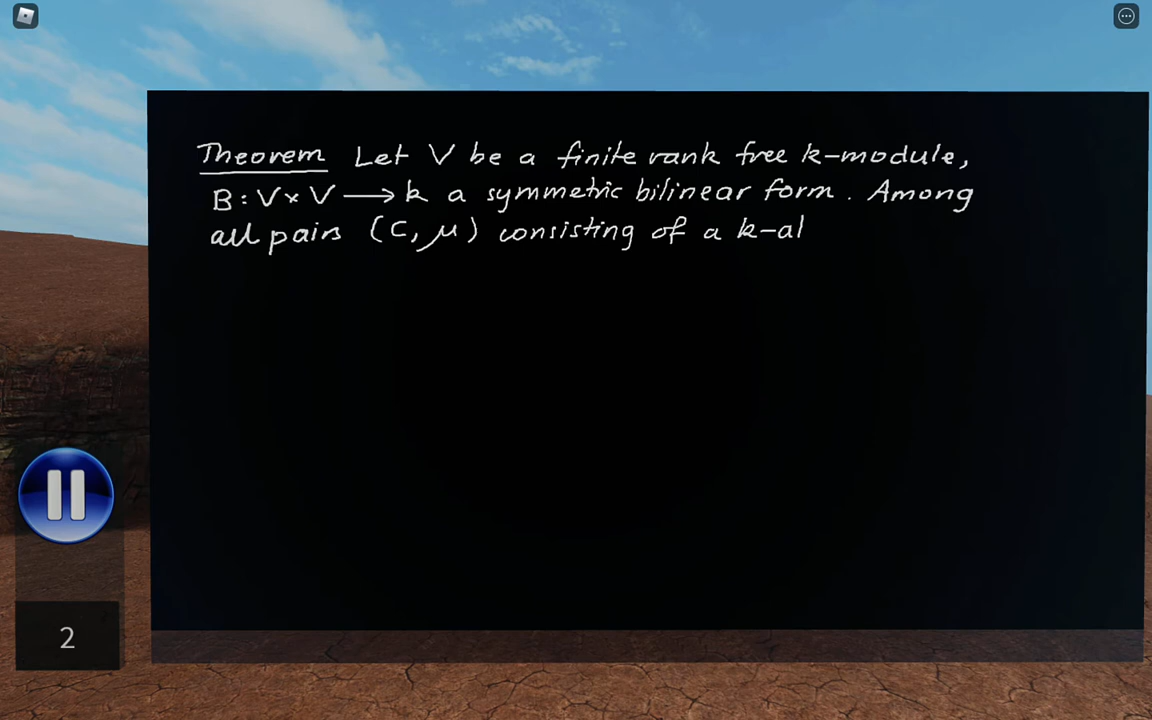 Theorem Let V be a finite rank free k-module,
B : V × V ⟶ k a symmetric bilinear form. Among
all pairs (C, μ) consisting of a k-al
2